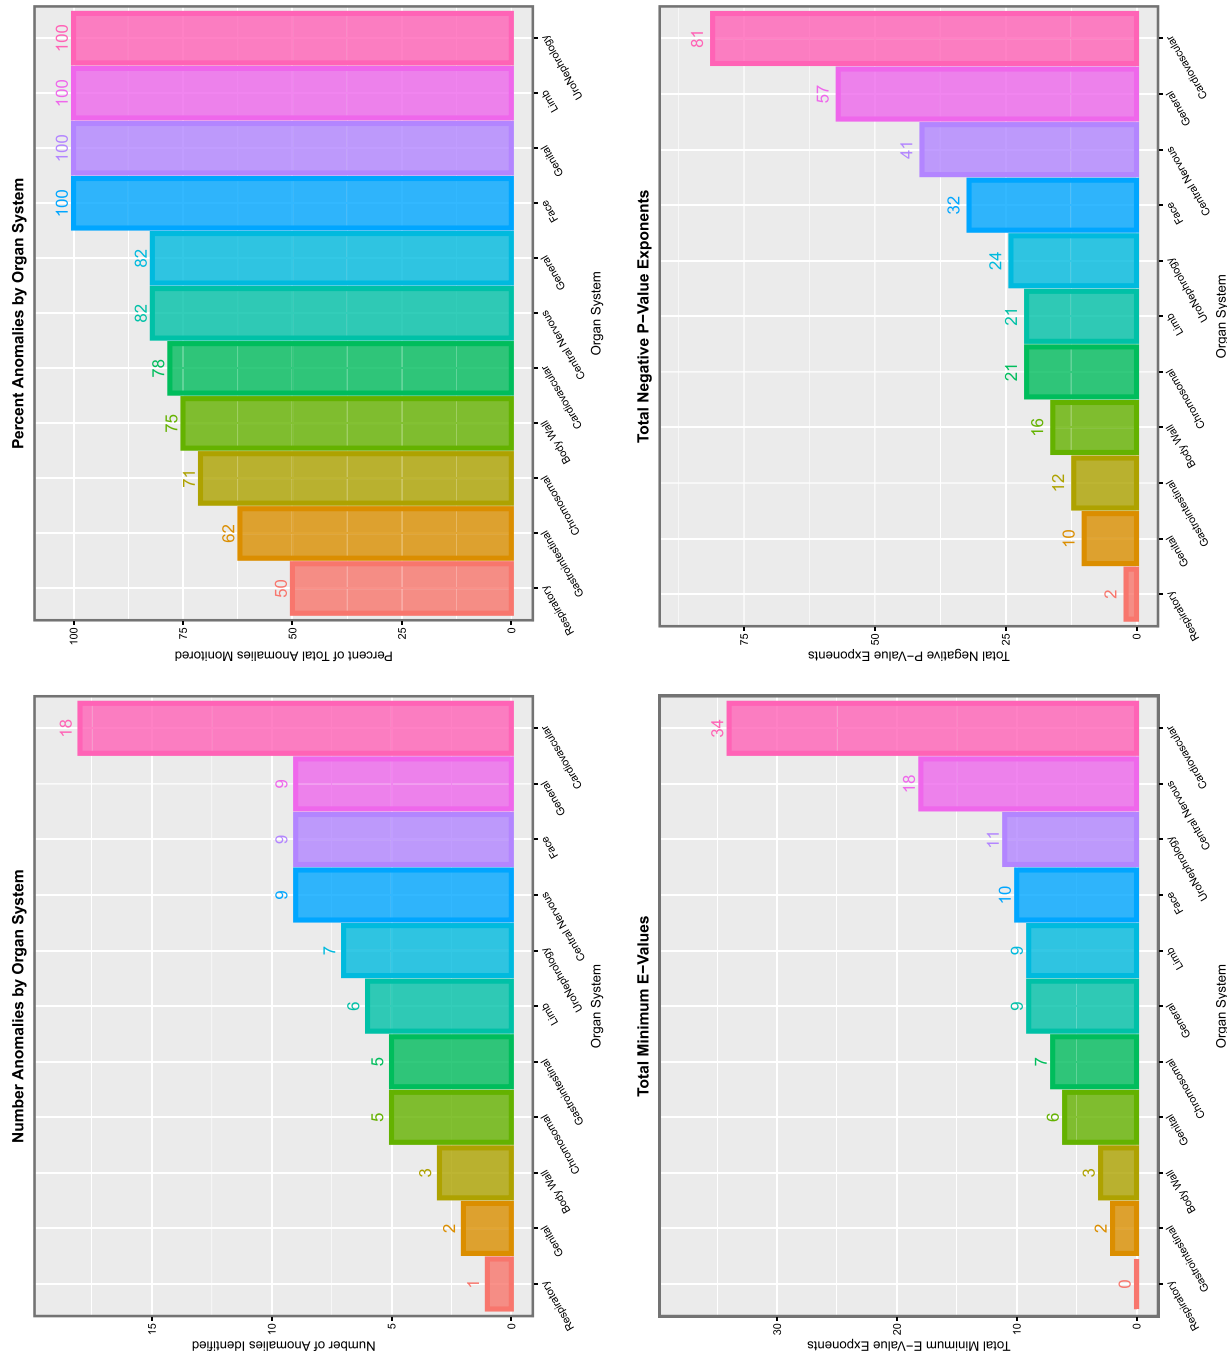 Number Anomalies by Organ System
Number of Anomalies Identified
15
10
5
0
1
2
3
5
5
6
7
9
9
9
18
Respiratory
Genital
Body Wall
Chromosomal
Gastrointestinal
Limb
UroNephrology
Central Nervous
Face
General
Cardiovascular
Organ System
Percent Anomalies by Organ System
Percent of Total Anomalies Monitored
100
75
50
25
0
50
62
71
75
78
82
82
100
100
100
100
Respiratory
Gastrointestinal
Chromosomal
Body Wall
Cardiovascular
Central Nervous
General
Face
Genital
Limb
UroNephrology
Organ System
Total Minimum E−Values
Total Minimum E−Value Exponents
30
20
10
0
0
2
3
6
7
9
9
10
11
18
34
Respiratory
Gastrointestinal
Body Wall
Genital
Chromosomal
General
Limb
Face
UroNephrology
Central Nervous
Cardiovascular
Organ System
Total Negative P−Value Exponents
Total Negative P−Value Exponents
75
50
25
0
2
10
12
16
21
21
24
32
41
57
81
Respiratory
Genital
Gastrointestinal
Body Wall
Chromosomal
Limb
UroNephrology
Face
Central Nervous
General
Cardiovascular
Organ System